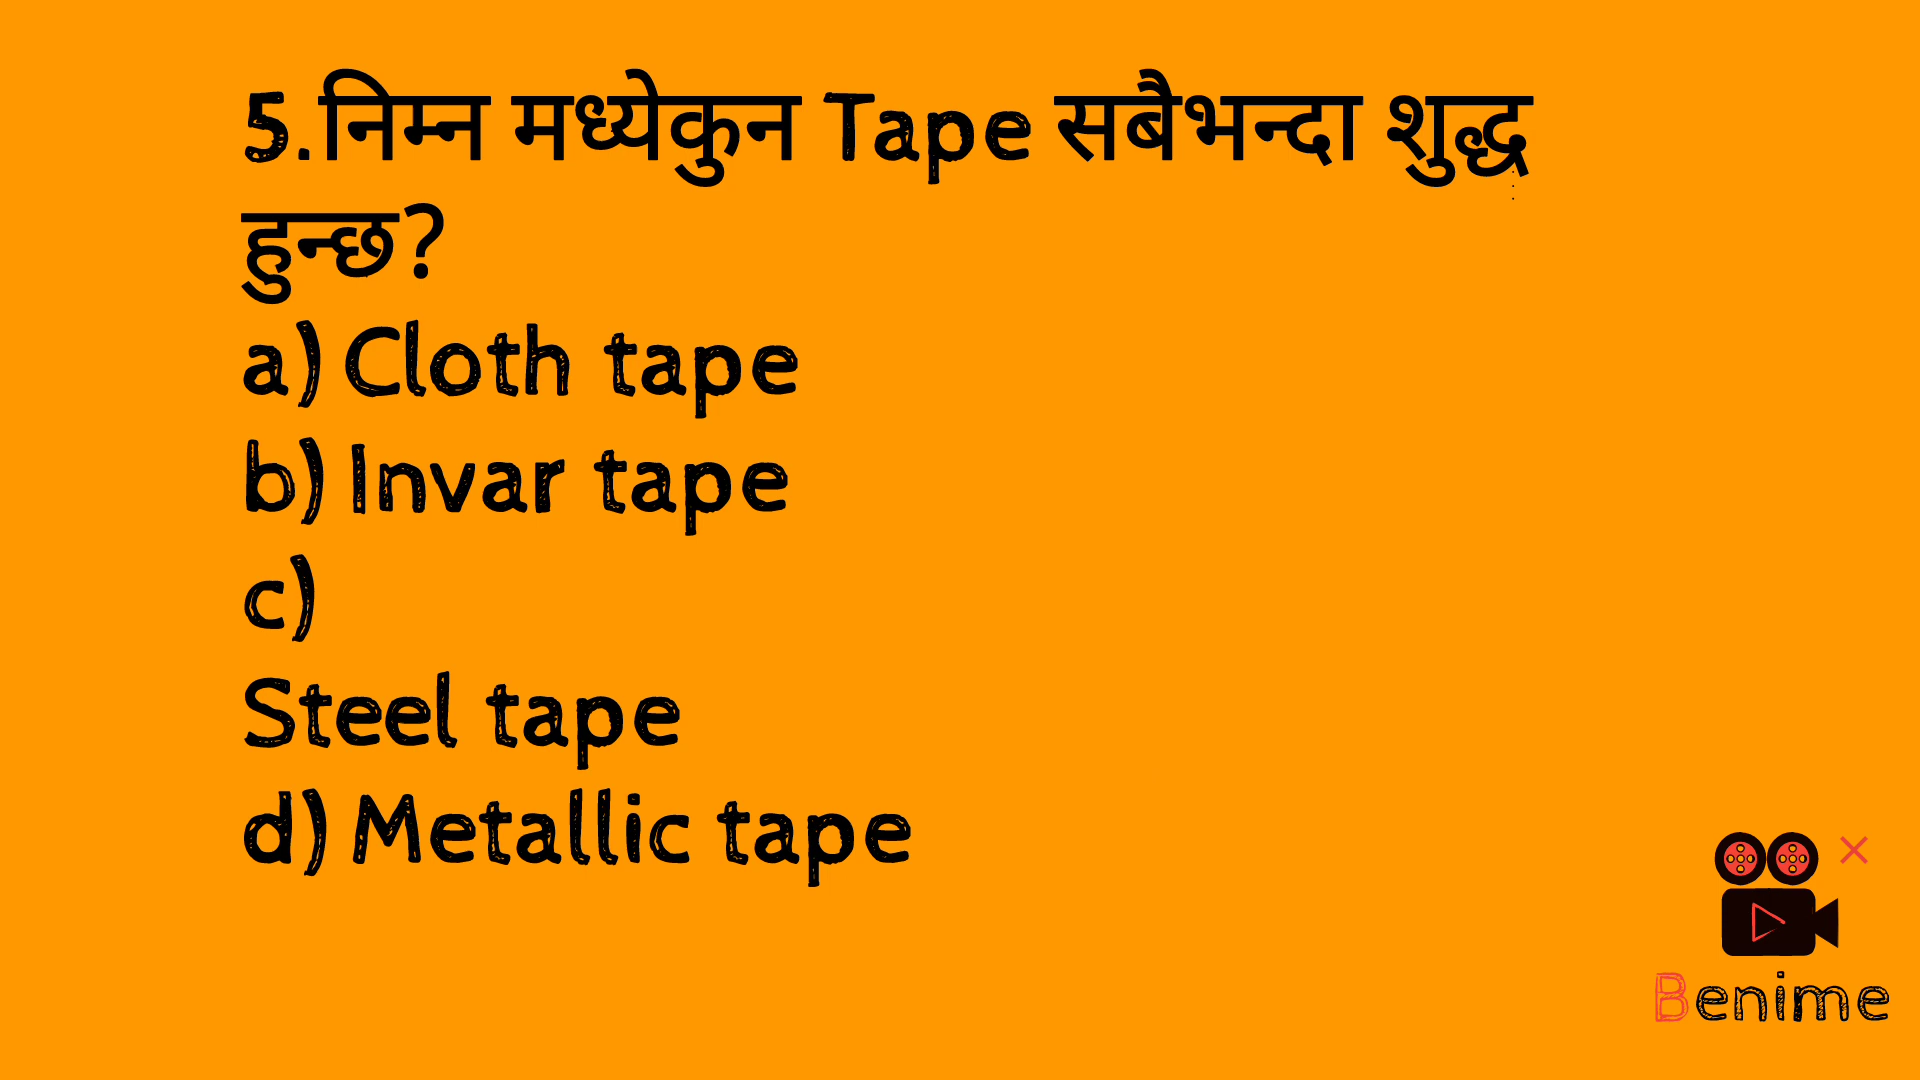 5.निम्न मध्येकुन Tape सबैभन्दा शुद्ध
हुन्छ?
a) Cloth tape
b) Invar tape
c)
Steel tape
d) Metallic tape
Benime